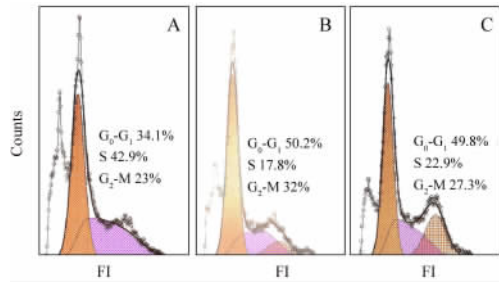 A
B
C
Counts
G₀-G₁ 34.1%
S 42.9%
G₂-M 23%
G₀-G₁ 50.2%
S 17.8%
G₂-M 32%
G₀-G₁ 49.8%
S 22.9%
G₂-M 27.3%
FI
FI
FI